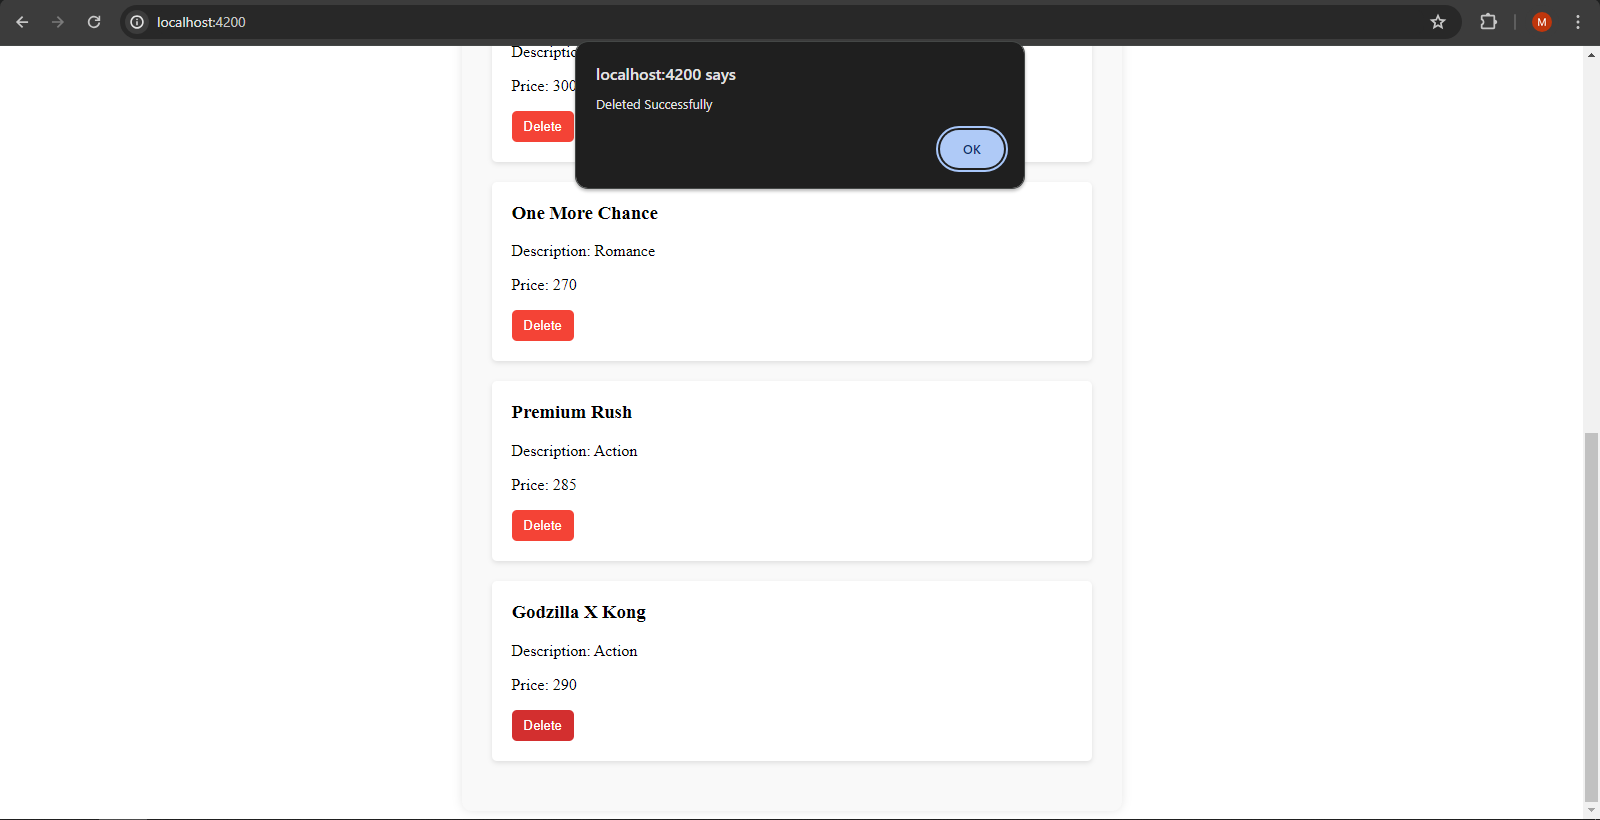 localhost:4200
M
localhost:4200 says
Deleted Successfully
OK
Price: 300
Delete
One More Chance
Description: Romance
Price: 270
Delete
Premium Rush
Description: Action
Price: 285
Delete
Godzilla X Kong
Description: Action
Price: 290
Delete